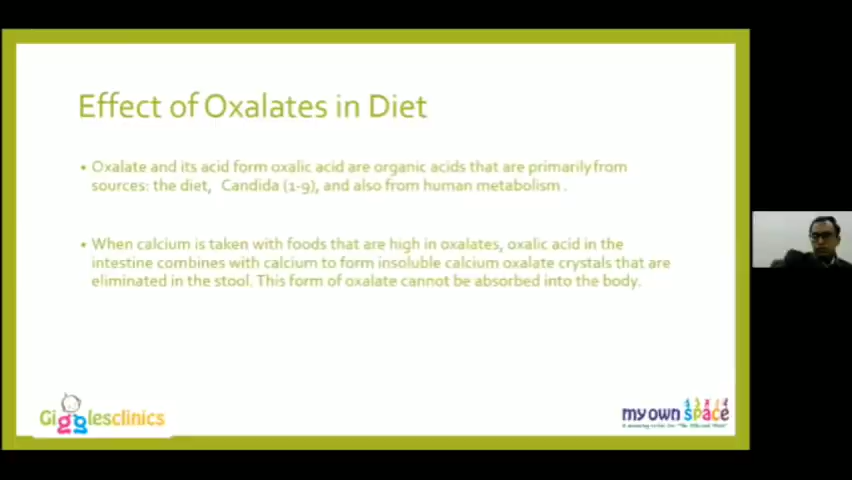 Effect of Oxalates in Diet
• Oxalate and its acid form oxalic acid are organic acids that are primarily from
sources: the diet, Candida (1-9), and also from human metabolism .
• When calcium is taken with foods that are high in oxalates, oxalic acid in the
intestine combines with calcium to form insoluble calcium oxalate crystals that are
eliminated in the stool. This form of oxalate cannot be absorbed into the body.
Gigglesclinics
my own space